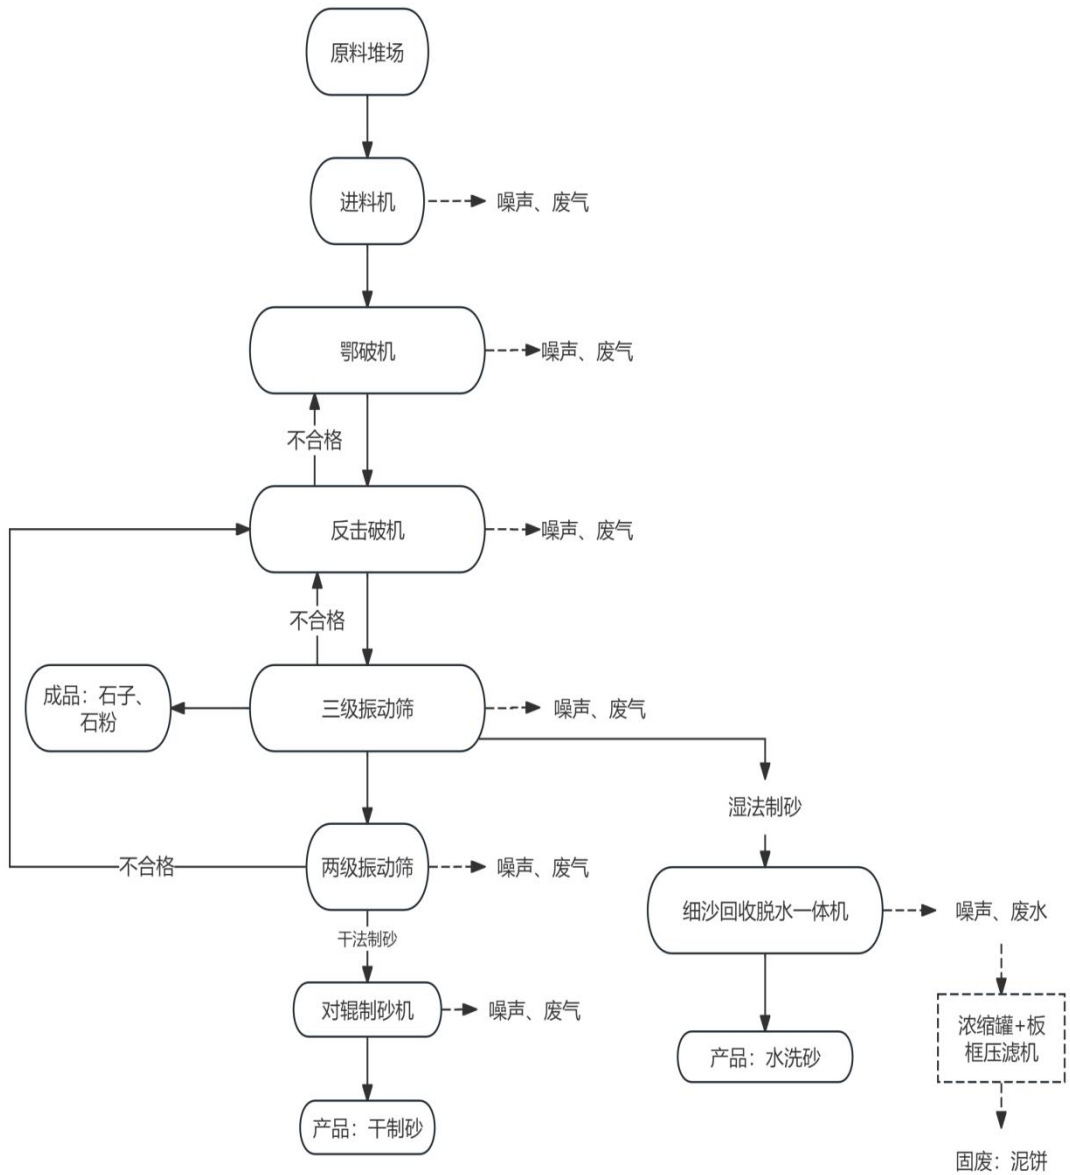 原料堆场
进料机
噪声、废气
鄂破机
噪声、废气
不合格
反击破机
噪声、废气
不合格
成品：石子、
石粉
三级振动筛
噪声、废气
湿法制砂
不合格
两级振动筛
噪声、废气
细沙回收脱水一体机
噪声、废水
干法制砂
对辊制砂机
噪声、废气
浓缩罐+板
框压滤机
产品：水洗砂
产品：干制砂
固废：泥饼